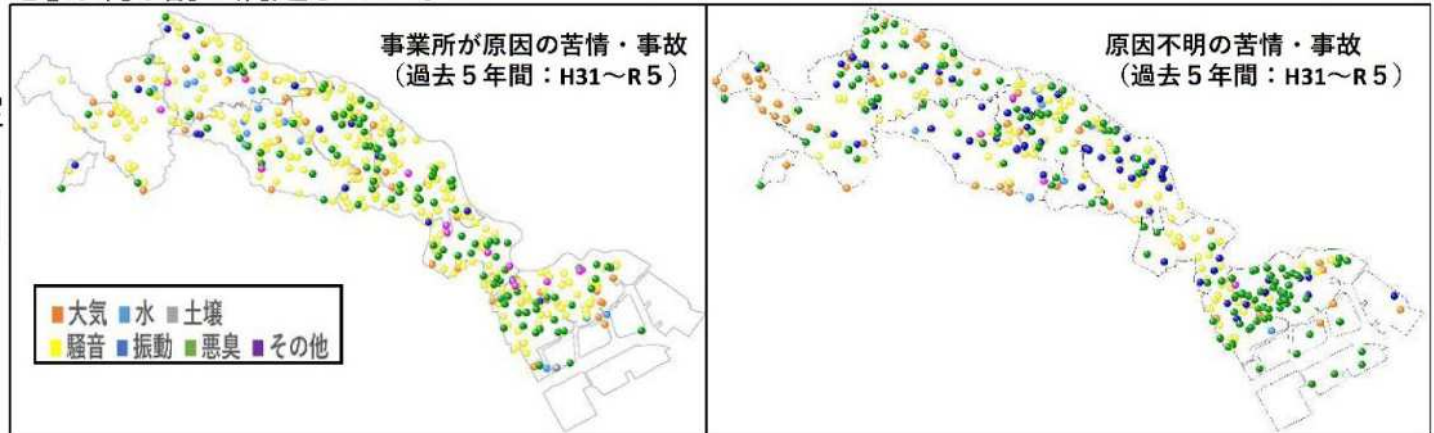 事業所が原因の苦情・事故
（過去５年間：H31～R５）
原因不明の苦情・事故
（過去５年間：H31～R５）
■大気 ■水 ■土壌
■騒音 ■振動 ■悪臭 ■その他